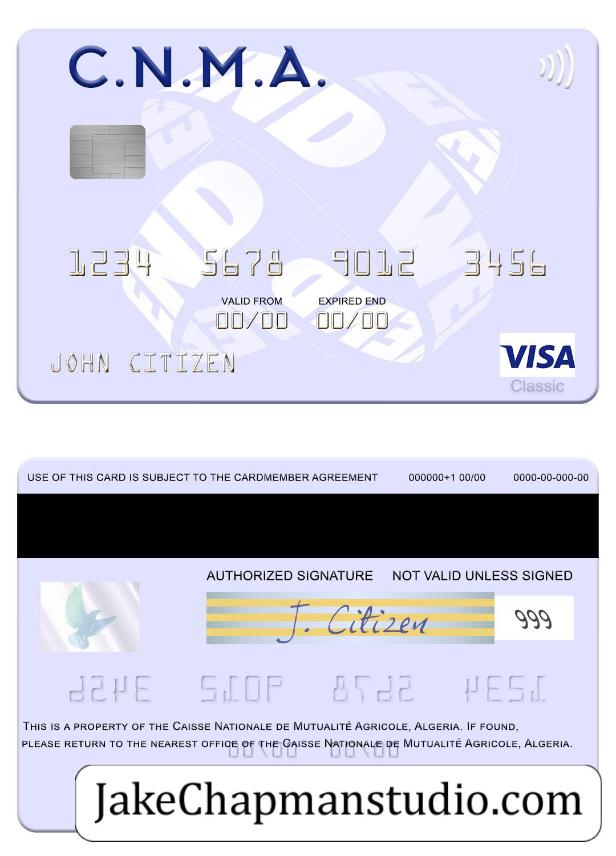 C.N.M.A.
1234 5678 9012 3456
VALID FROM EXPIRED END
00/00 00/00
JOHN CITIZEN
VISA
Classic
USE OF THIS CARD IS SUBJECT TO THE CARDMEMBER AGREEMENT 000000+1 00/00 0000-00-000-00
AUTHORIZED SIGNATURE NOT VALID UNLESS SIGNED
J. Citizen 999
THIS IS A PROPERTY OF THE CAISSE NATIONALE DE MUTUALITÉ AGRICOLE, ALGERIA. IF FOUND,
PLEASE RETURN TO THE NEAREST OFFICE OF THE CAISSE NATIONALE DE MUTUALITÉ AGRICOLE, ALGERIA.
JakeChapmanstudio.com